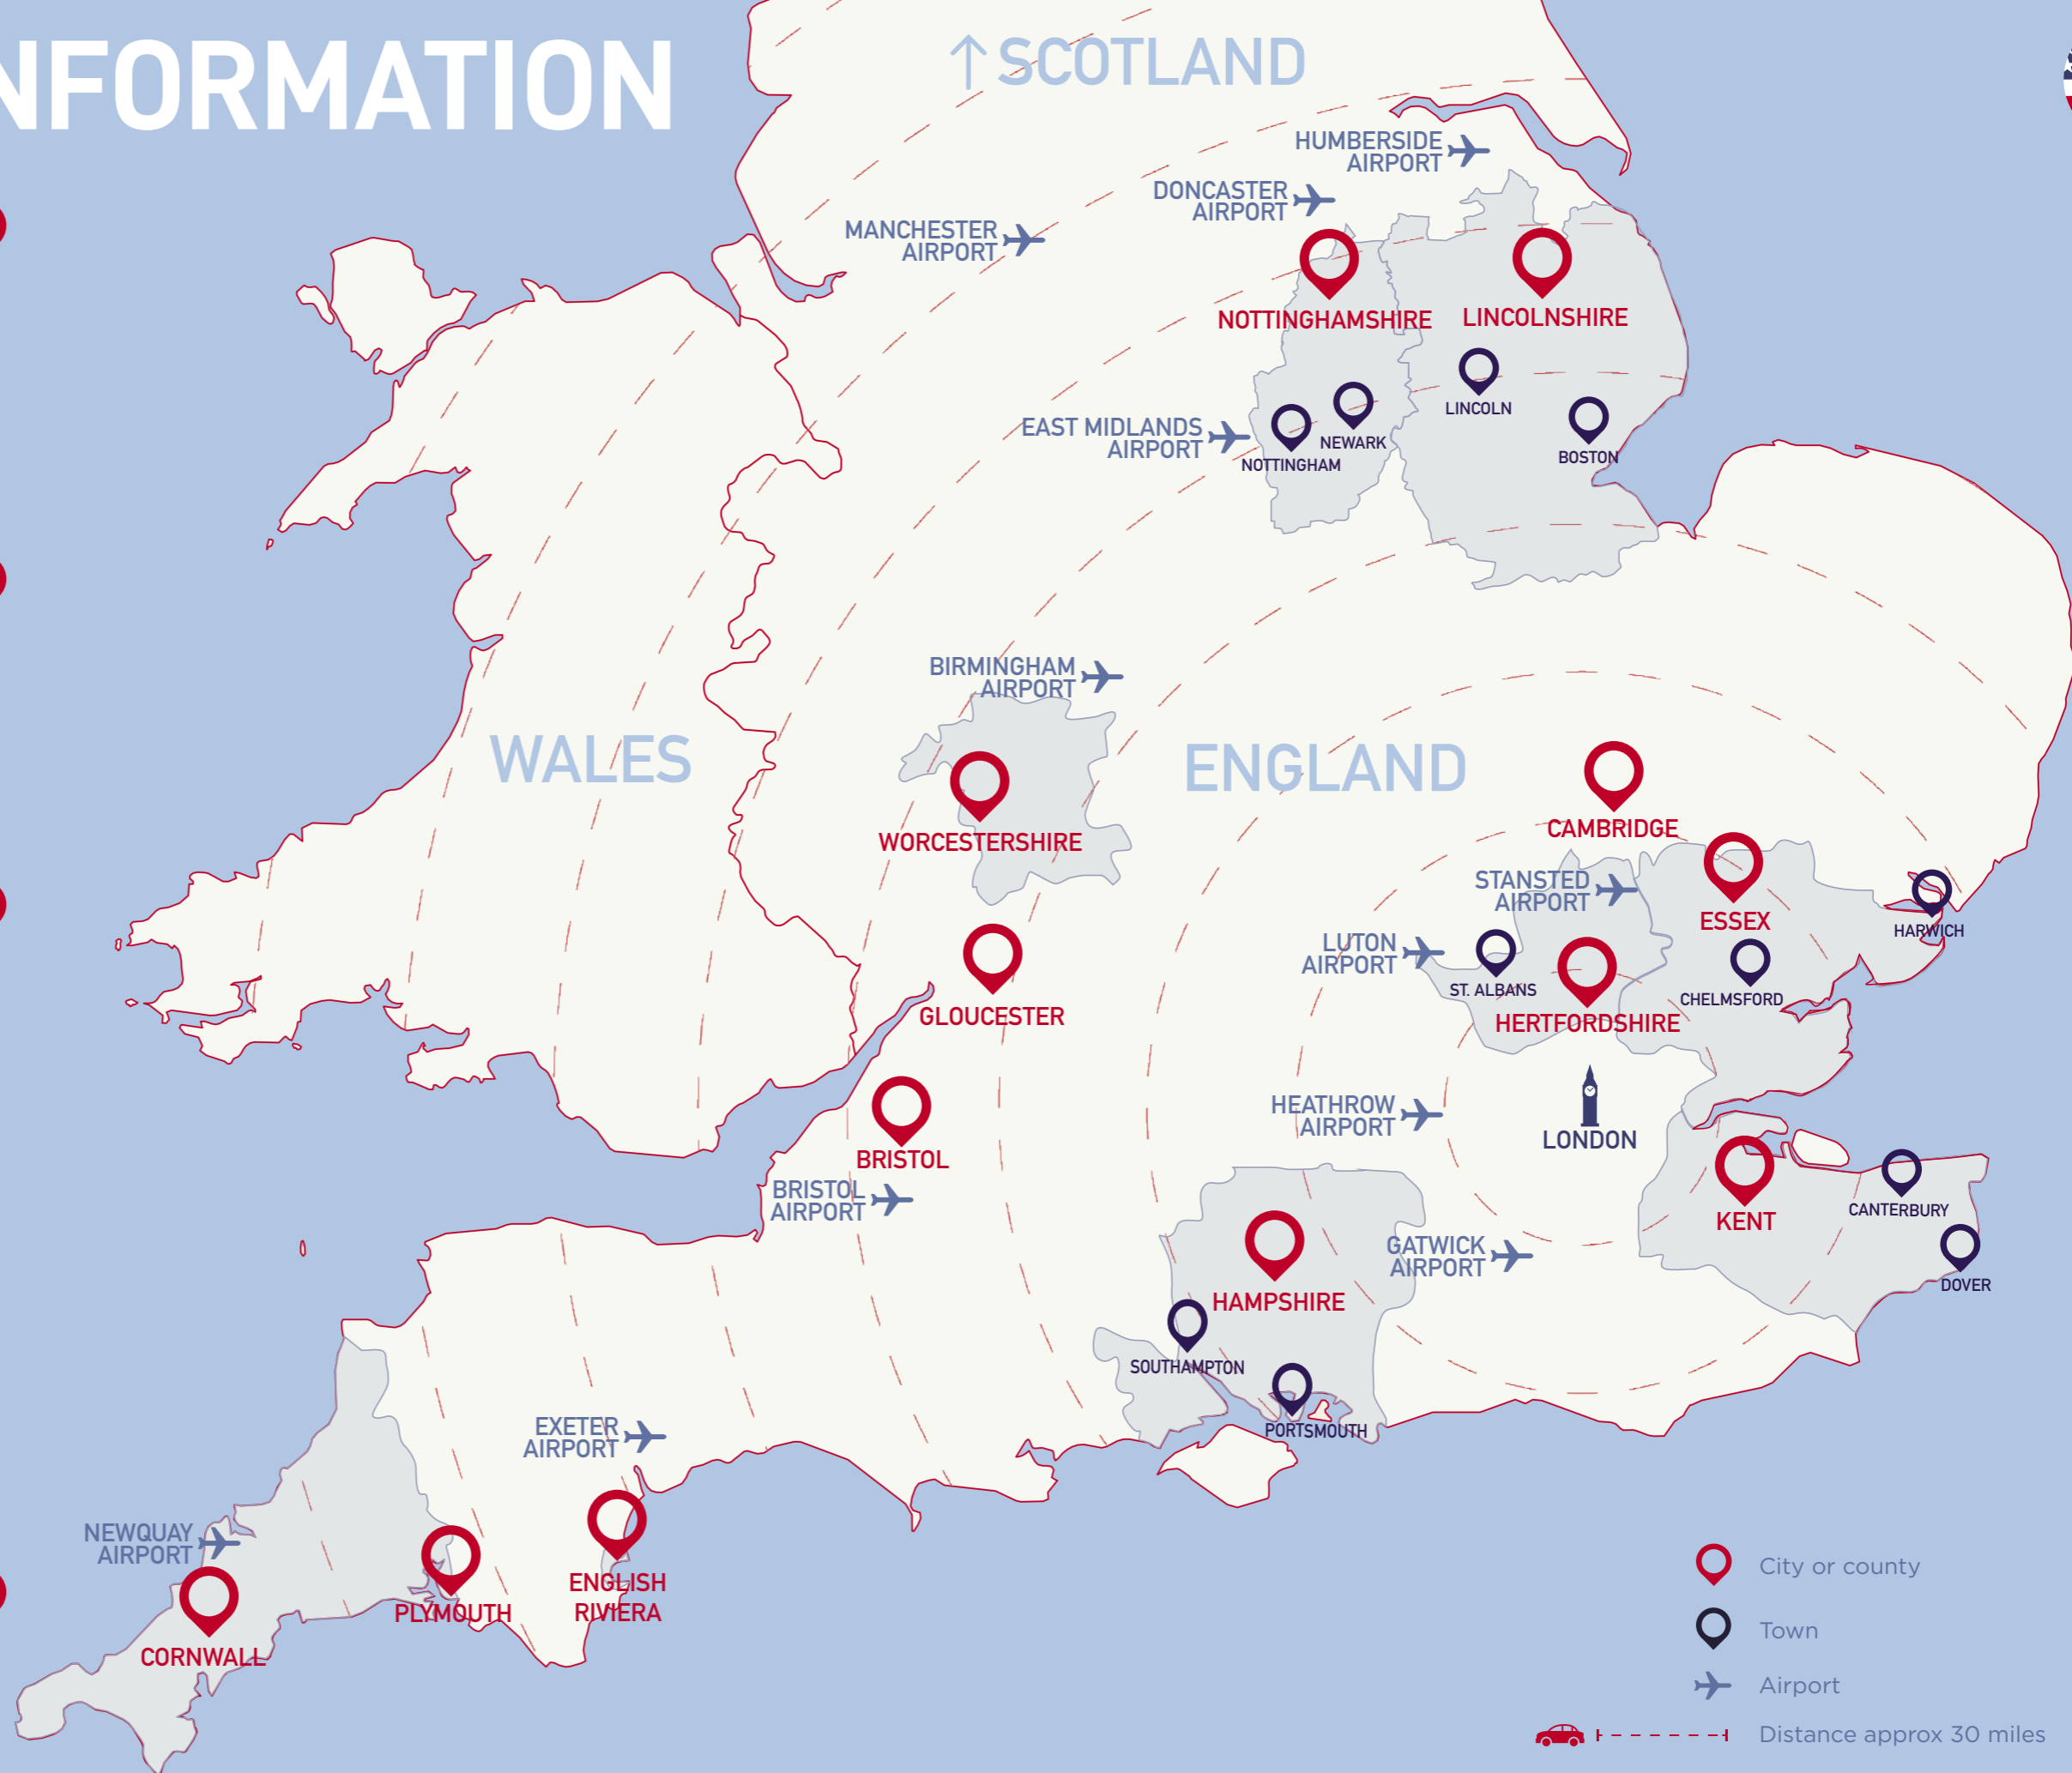 NFORMATION
SCOTLAND
HUMBERSIDE
AIRPORT
DONCASTER
AIRPORT
MANCHESTER
AIRPORT
NOTTINGHAMSHIRE
LINCOLNSHIRE
LINCOLN
EAST MIDLANDS
AIRPORT
NEWARK
NOTTINGHAM
BOSTON
BIRMINGHAM
AIRPORT
WALES
ENGLAND
WORCESTERSHIRE
CAMBRIDGE
STANSTED
AIRPORT
ESSEX
HARWICH
LUTON
AIRPORT
ST. ALBANS
CHELMSFORD
GLOUCESTER
HERTFORDSHIRE
HEATHROW
AIRPORT
LONDON
BRISTOL
BRISTOL
AIRPORT
KENT
CANTERBURY
GATWICK
AIRPORT
DOVER
HAMPSHIRE
SOUTHAMPTON
PORTSMOUTH
EXETER
AIRPORT
NEWQUAY
AIRPORT
ENGLISH
RIVIERA
PLYMOUTH
CORNWALL
City or county
Town
Airport
Distance approx 30 miles